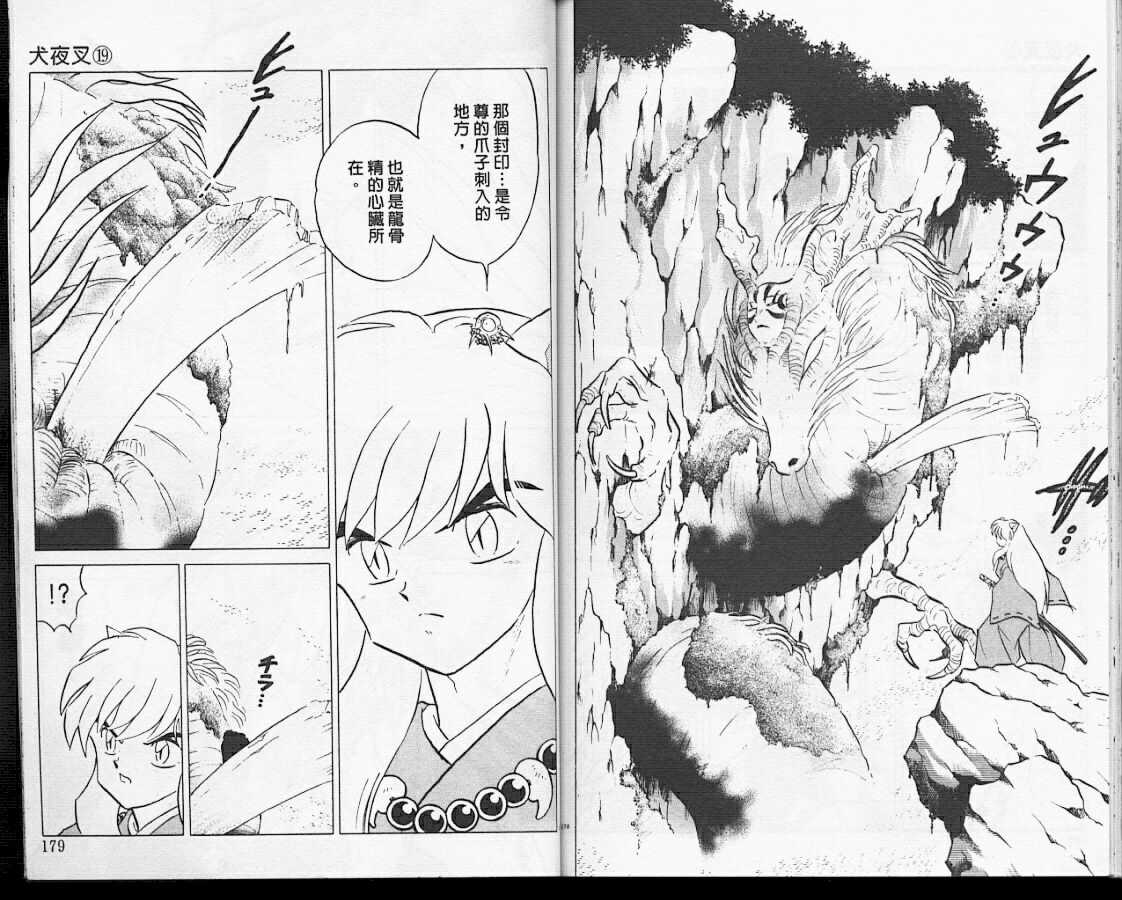 ヒュウウウ
ザ…
犬夜叉⑲
ヒュー
那個封印…是令
尊的爪子刺入的
地方，
也就是龍骨
精的心臟所
在。
チラ…
!?
179